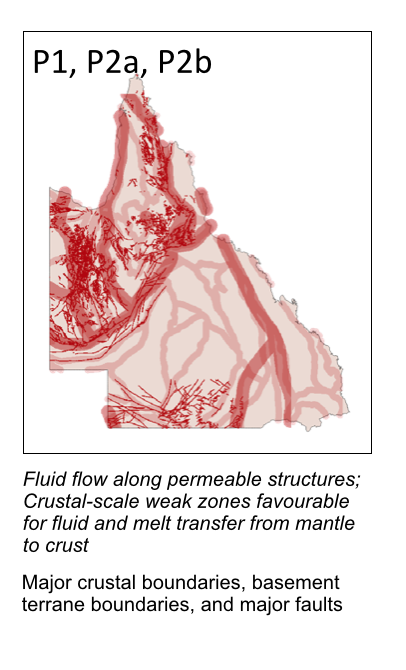 P1, P2a, P2b
Fluid flow along permeable structures;
Crustal-scale weak zones favourable
for fluid and melt transfer from mantle
to crust
Major crustal boundaries, basement
terrane boundaries, and major faults